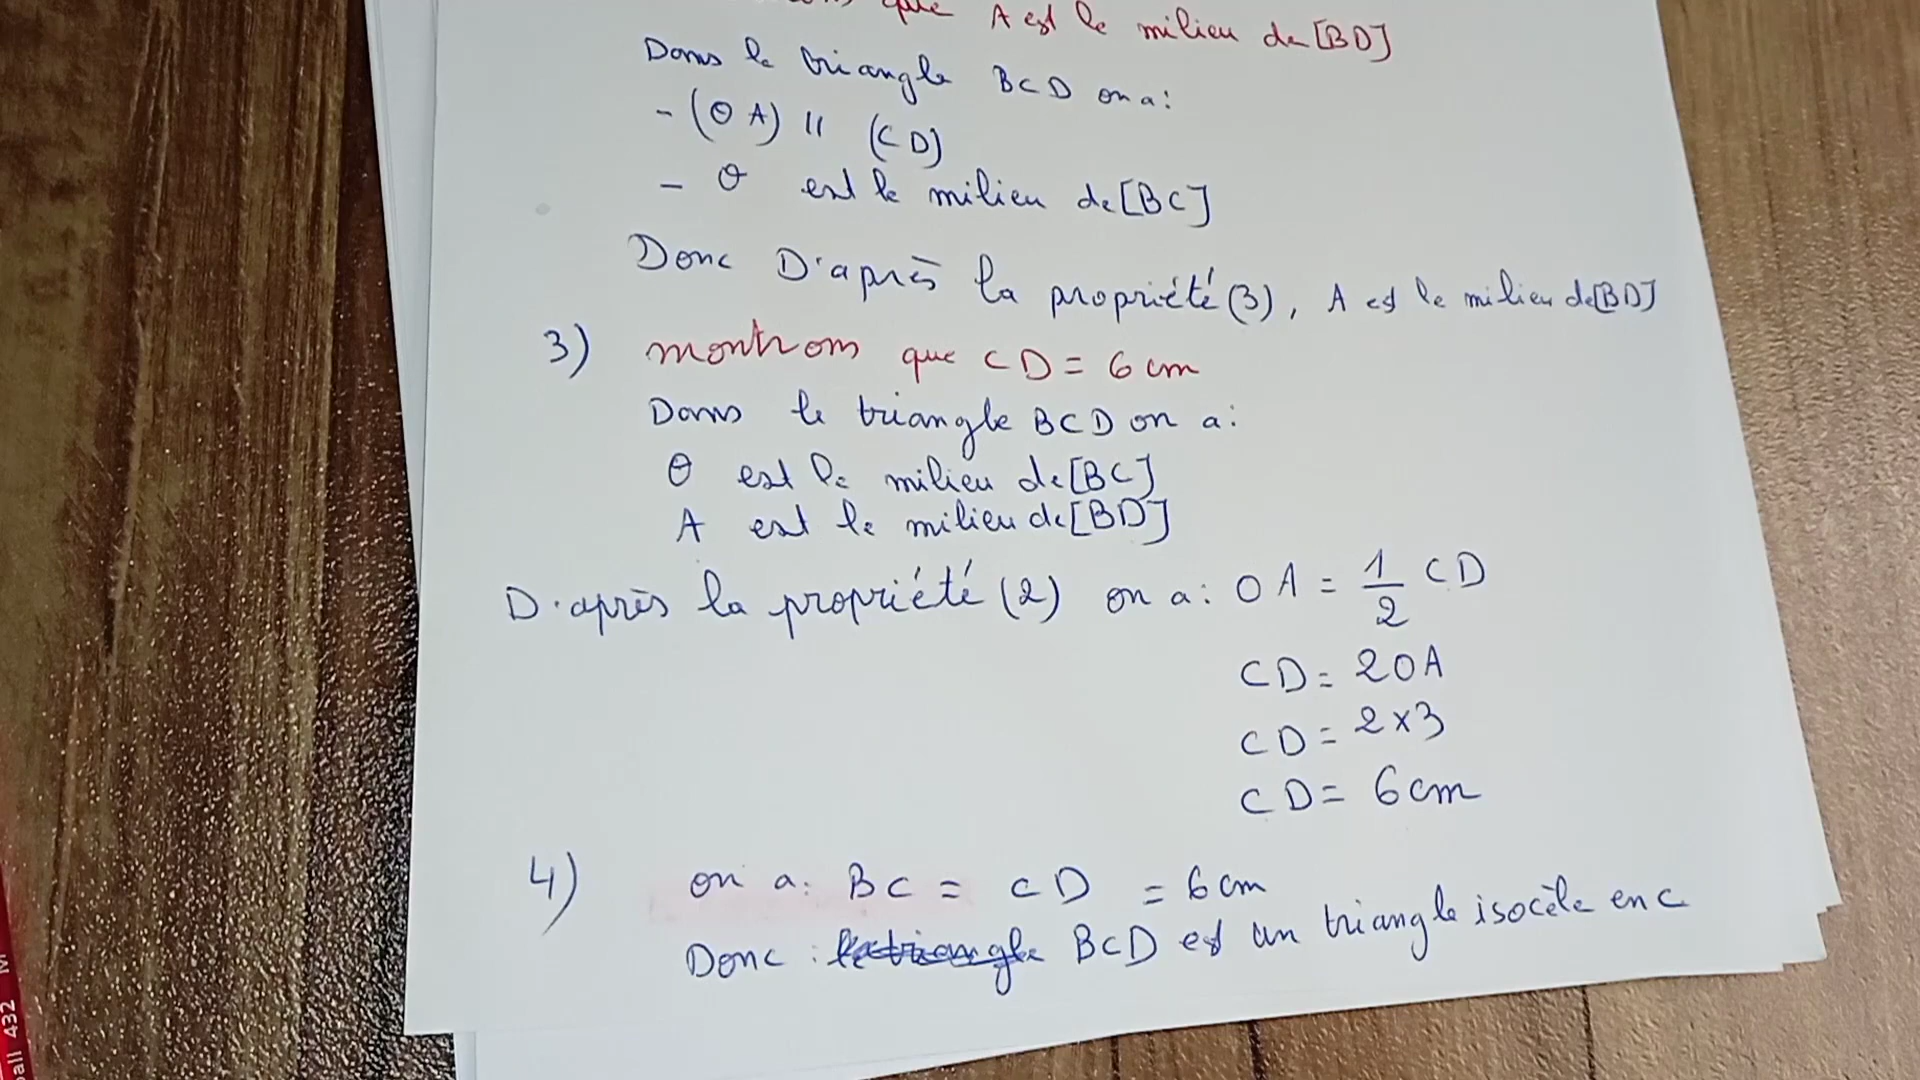 que A est le milieu de [BD]
Dans le triangle BCD on a:
- (OA) // (CD)
- O est le milieu de [BC]
Donc D'après la propriété (3), A est le milieu de [BD]
3) montrons que CD = 6 cm
Dans le triangle BCD on a:
O est le milieu de [BC]
A est le milieu de [BD]
D'après la propriété (2) on a: OA = 1/2 CD
CD = 2OA
CD = 2×3
CD = 6cm
4) on a: BC = CD = 6cm
Donc : le triangle BCD est un triangle isocèle en C
ball 432 M